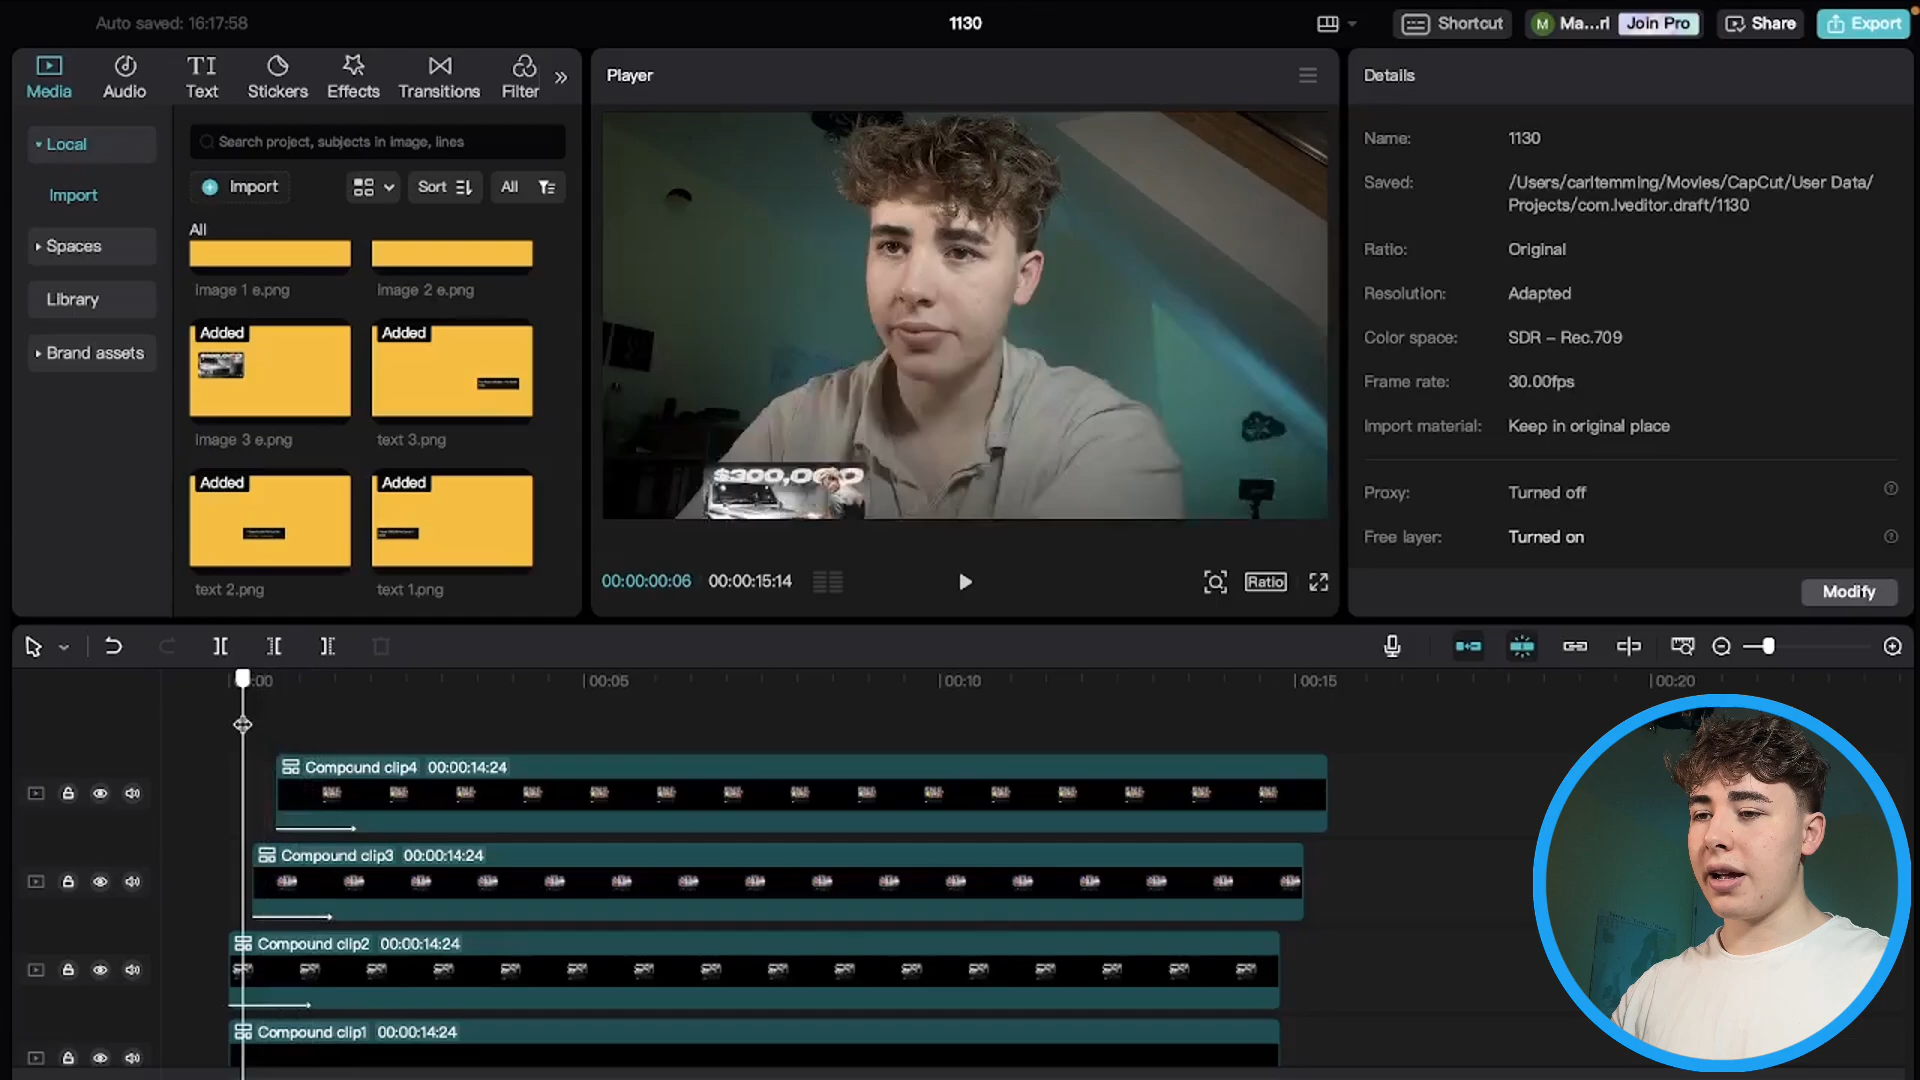 Auto saved: 16:17:58
1130
Shortcut
M Ma...rl Join Pro
Share
Export
Media
Audio
Text
Stickers
Effects
Transitions
Filter
Player
Details
Local
Import
Spaces
Library
Brand assets
Search project, subjects in image, lines
Import
Sort
All
All
image 1 e.png
image 2 e.png
Added
Added
image 3 e.png
text 3.png
Added
Added
text 2.png
text 1.png
$300,000
00:00:00:06
00:00:15:14
Ratio
Name: 1130
Saved: /Users/carltemming/Movies/CapCut/User Data/
Projects/com.lveditor.draft/1130
Ratio: Original
Resolution: Adapted
Color space: SDR – Rec.709
Frame rate: 30.00fps
Import material: Keep in original place
Proxy: Turned off
Free layer: Turned on
Modify
:00
00:05
00:10
00:15
00:20
Compound clip4 00:00:14:24
Compound clip3 00:00:14:24
Compound clip2 00:00:14:24
Compound clip1 00:00:14:24